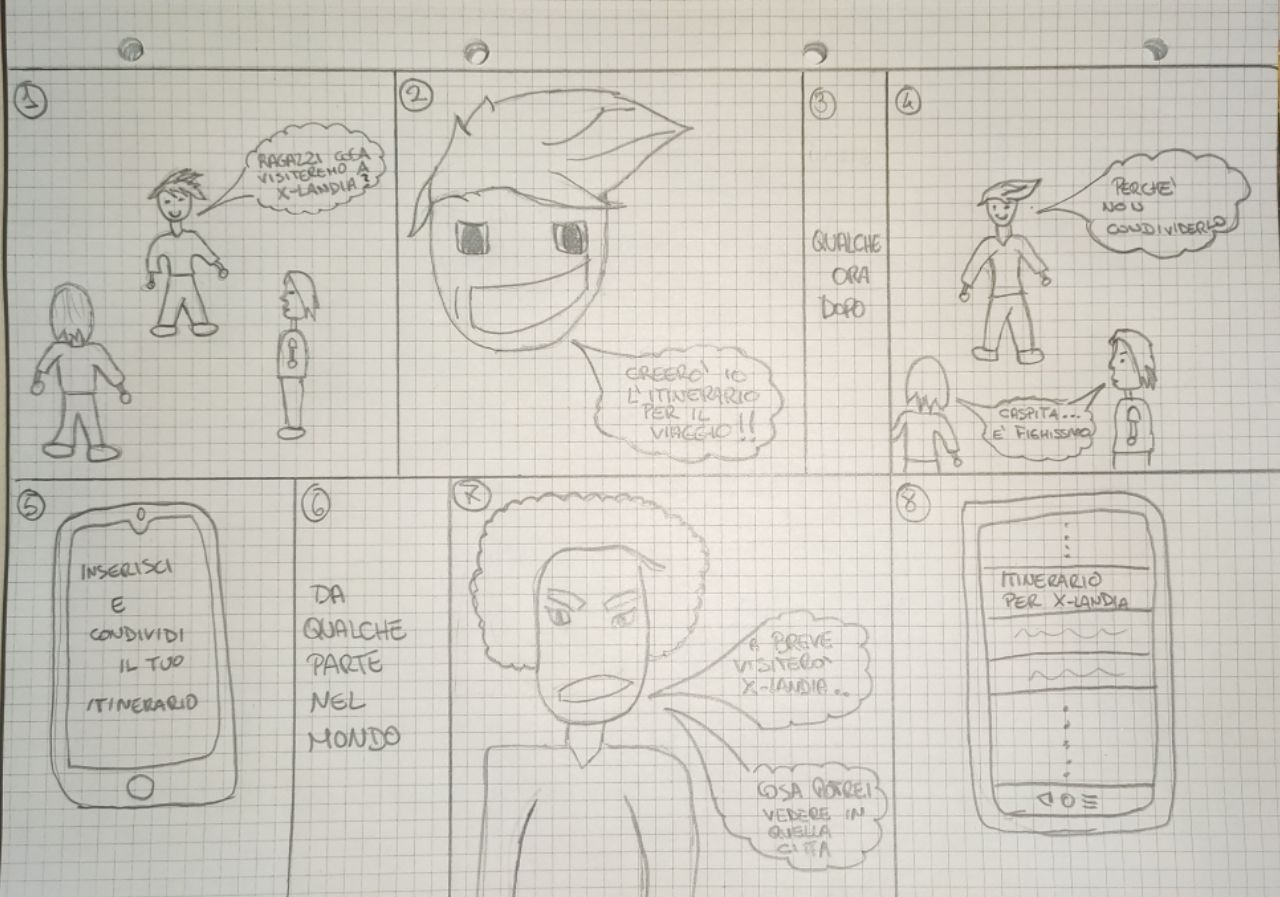 1
RAGAZZI COSA
VISITEREMO A
X-LANDIA?
2
CREERO' IO
L'ITINERARIO
PER IL
VIAGGIO!!
3
QUALCHE
ORA
DOPO
4
PERCHE'
NON
CONDIVIDERLO
CASPITA...
E' FIGHISSIMO
5
INSERISCI
E
CONDIVIDI
IL TUO
ITINERARIO
6
DA
QUALCHE
PARTE
NEL
MONDO
7
A BREVE
VISITERO'
X-LANDIA...
COSA POTREI
VEDERE IN
QUELLA
CITTA
8
ITINERARIO
PER X-LANDIA